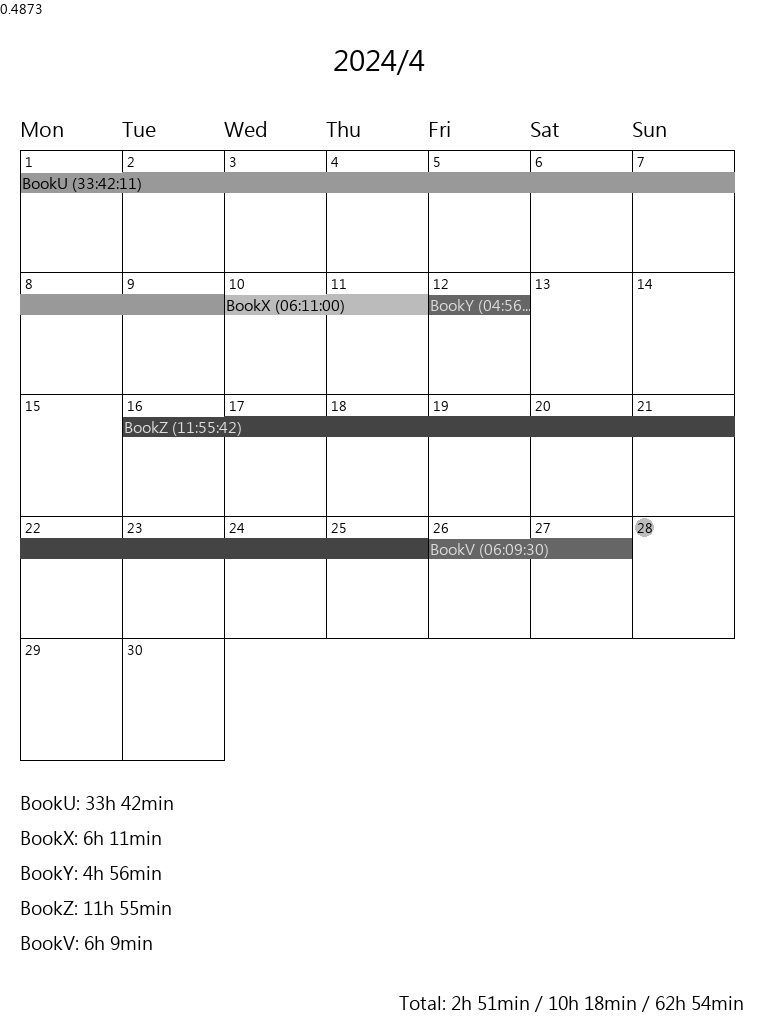 0.4873
2024/4
Mon Tue Wed Thu Fri Sat Sun
1 2 3 4 5 6 7
BookU (33:42:11)
8 9 10 11 12 13 14
BookX (06:11:00) BookY (04:56...
15 16 17 18 19 20 21
BookZ (11:55:42)
22 23 24 25 26 27 28
BookV (06:09:30)
29 30
BookU: 33h 42min
BookX: 6h 11min
BookY: 4h 56min
BookZ: 11h 55min
BookV: 6h 9min
Total: 2h 51min / 10h 18min / 62h 54min